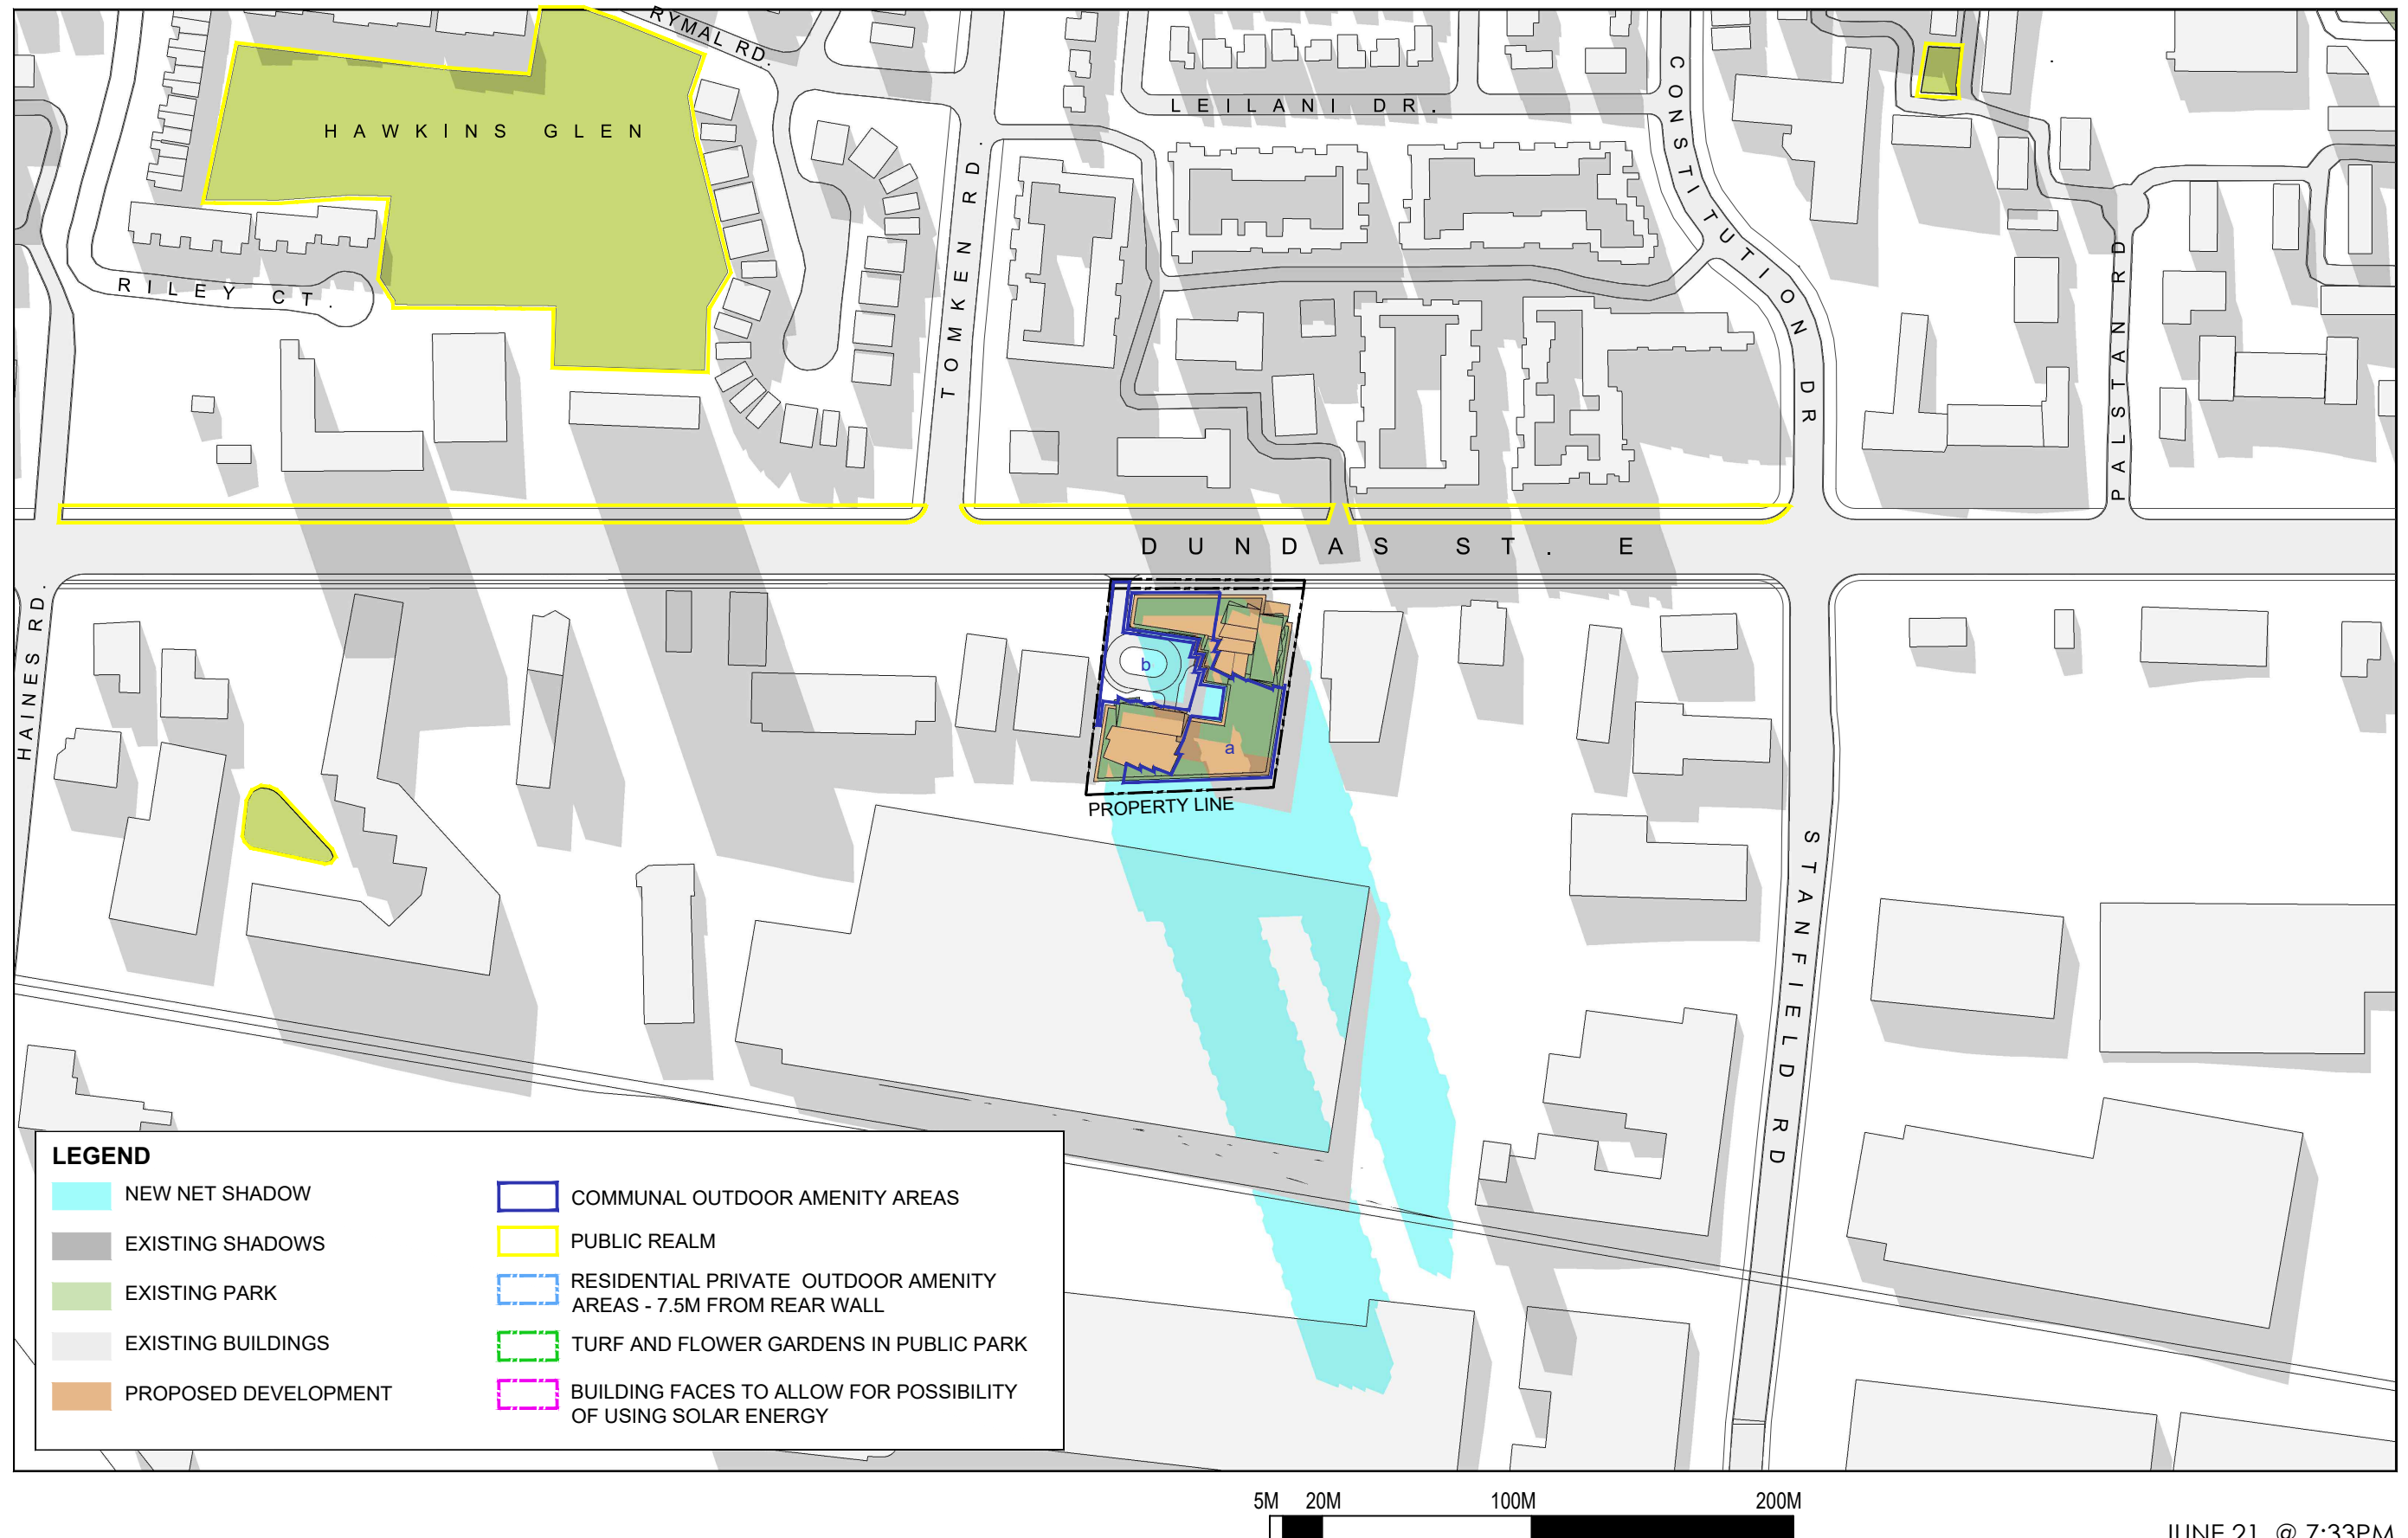 RYMAL RD.
HAWKINS GLEN
LEILANI DR.
CONSTITUTION DR
TOMKEN RD.
RILEY CT.
PALSTAN RD
DUNDAS ST. E
HAINES RD.
b
a
PROPERTY LINE
STANFIELD RD
LEGEND
NEW NET SHADOW
EXISTING SHADOWS
EXISTING PARK
EXISTING BUILDINGS
PROPOSED DEVELOPMENT
COMMUNAL OUTDOOR AMENITY AREAS
PUBLIC REALM
RESIDENTIAL PRIVATE OUTDOOR AMENITY
AREAS - 7.5M FROM REAR WALL
TURF AND FLOWER GARDENS IN PUBLIC PARK
BUILDING FACES TO ALLOW FOR POSSIBILITY
OF USING SOLAR ENERGY
5M 20M 100M 200M
JUNE 21 @ 7:33PM